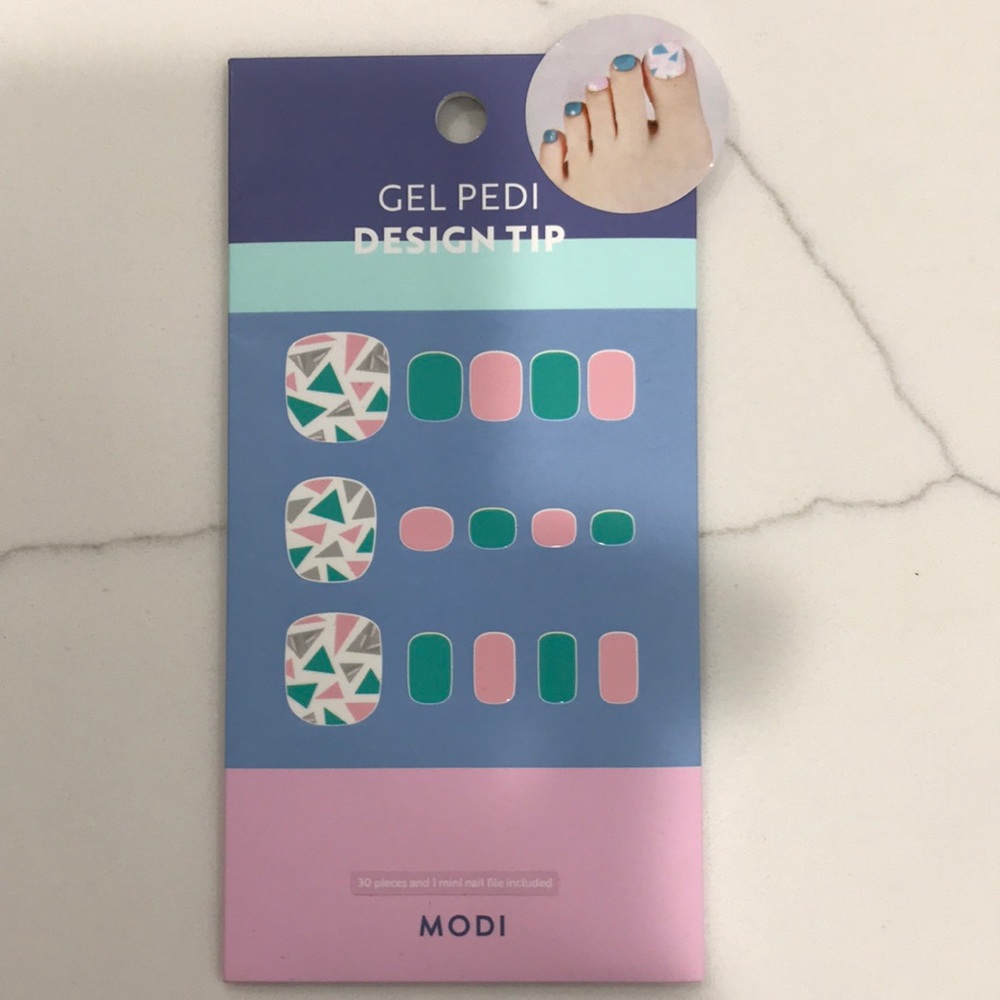 GEL PEDI
DESIGN TIP
30 pieces and 1 mini nail file included
MODI